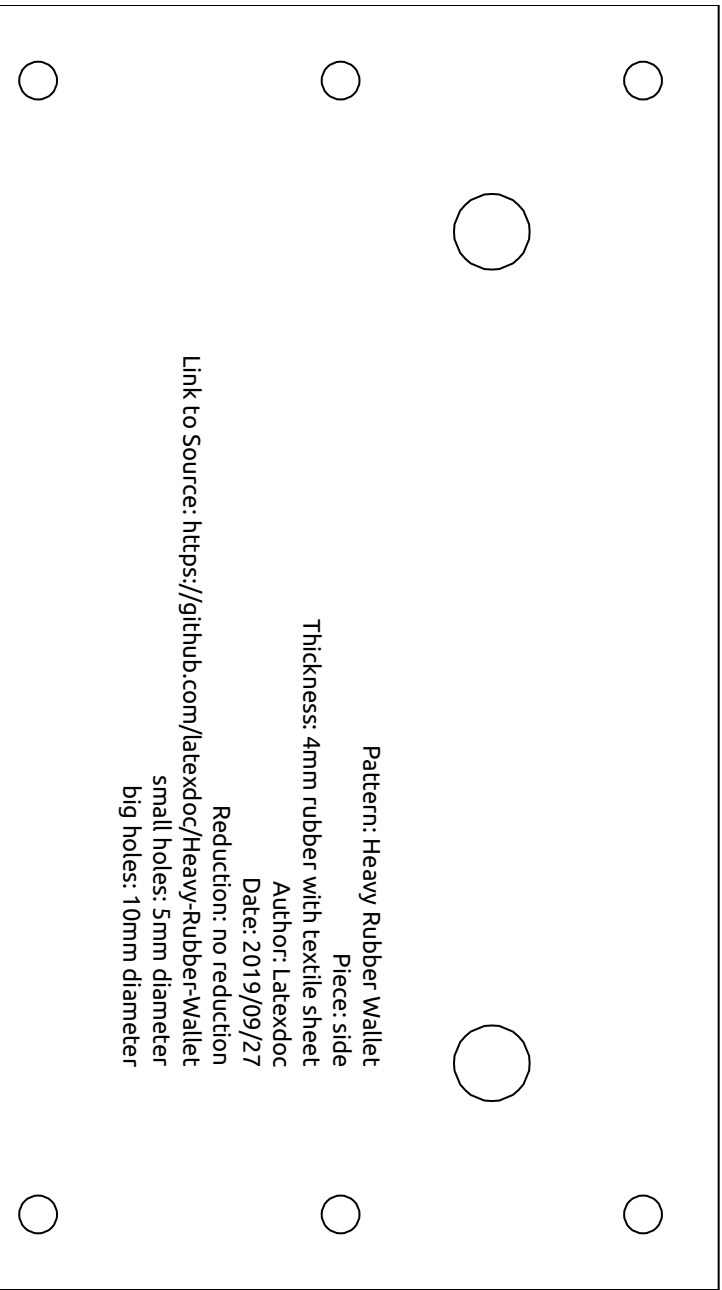 Pattern: Heavy Rubber Wallet
Piece: side
Thickness: 4mm rubber with textile sheet
Author: Latexdoc
Date: 2019/09/27
Reduction: no reduction
Link to Source: https://github.com/latexdoc/Heavy-Rubber-Wallet
small holes: 5mm diameter
big holes: 10mm diameter